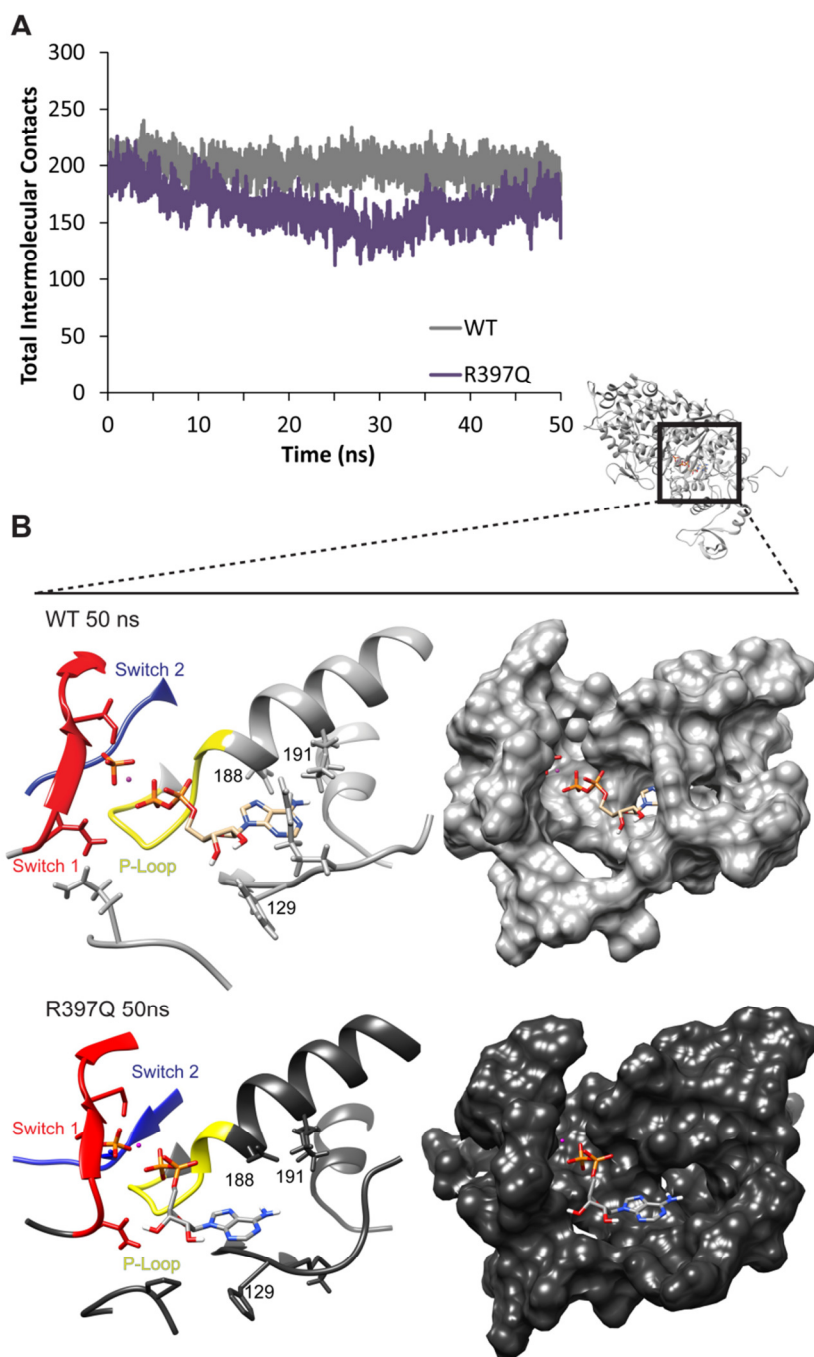 A
Total Intermolecular Contacts
300
250
200
150
100
50
0
WT
R397Q
0
10
20
30
40
50
Time (ns)
B
WT 50 ns
Switch 2
191
188
Switch 1
P-Loop
129
R397Q 50ns
Switch 2
Switch 1
188
191
P-Loop
129